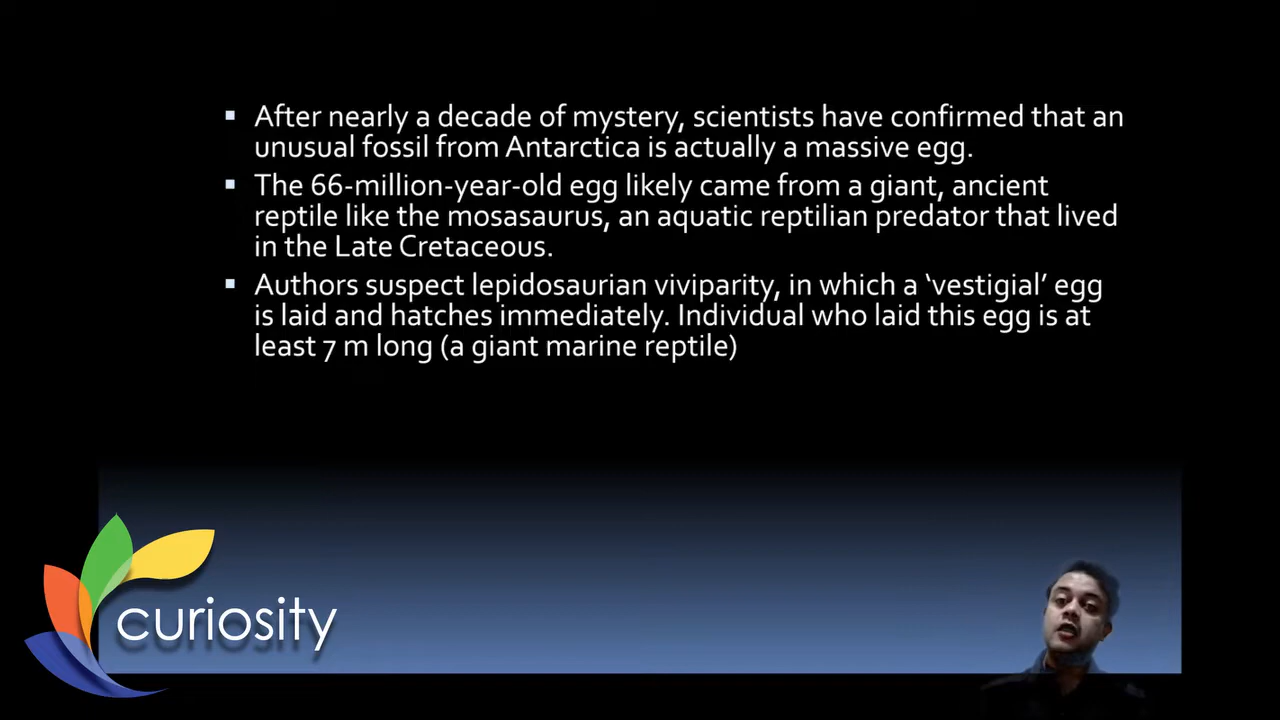 After nearly a decade of mystery, scientists have confirmed that an
unusual fossil from Antarctica is actually a massive egg.
The 66-million-year-old egg likely came from a giant, ancient
reptile like the mosasaurus, an aquatic reptilian predator that lived
in the Late Cretaceous.
Authors suspect lepidosaurian viviparity, in which a ‘vestigial’ egg
is laid and hatches immediately. Individual who laid this egg is at
least 7 m long (a giant marine reptile)
curiosity